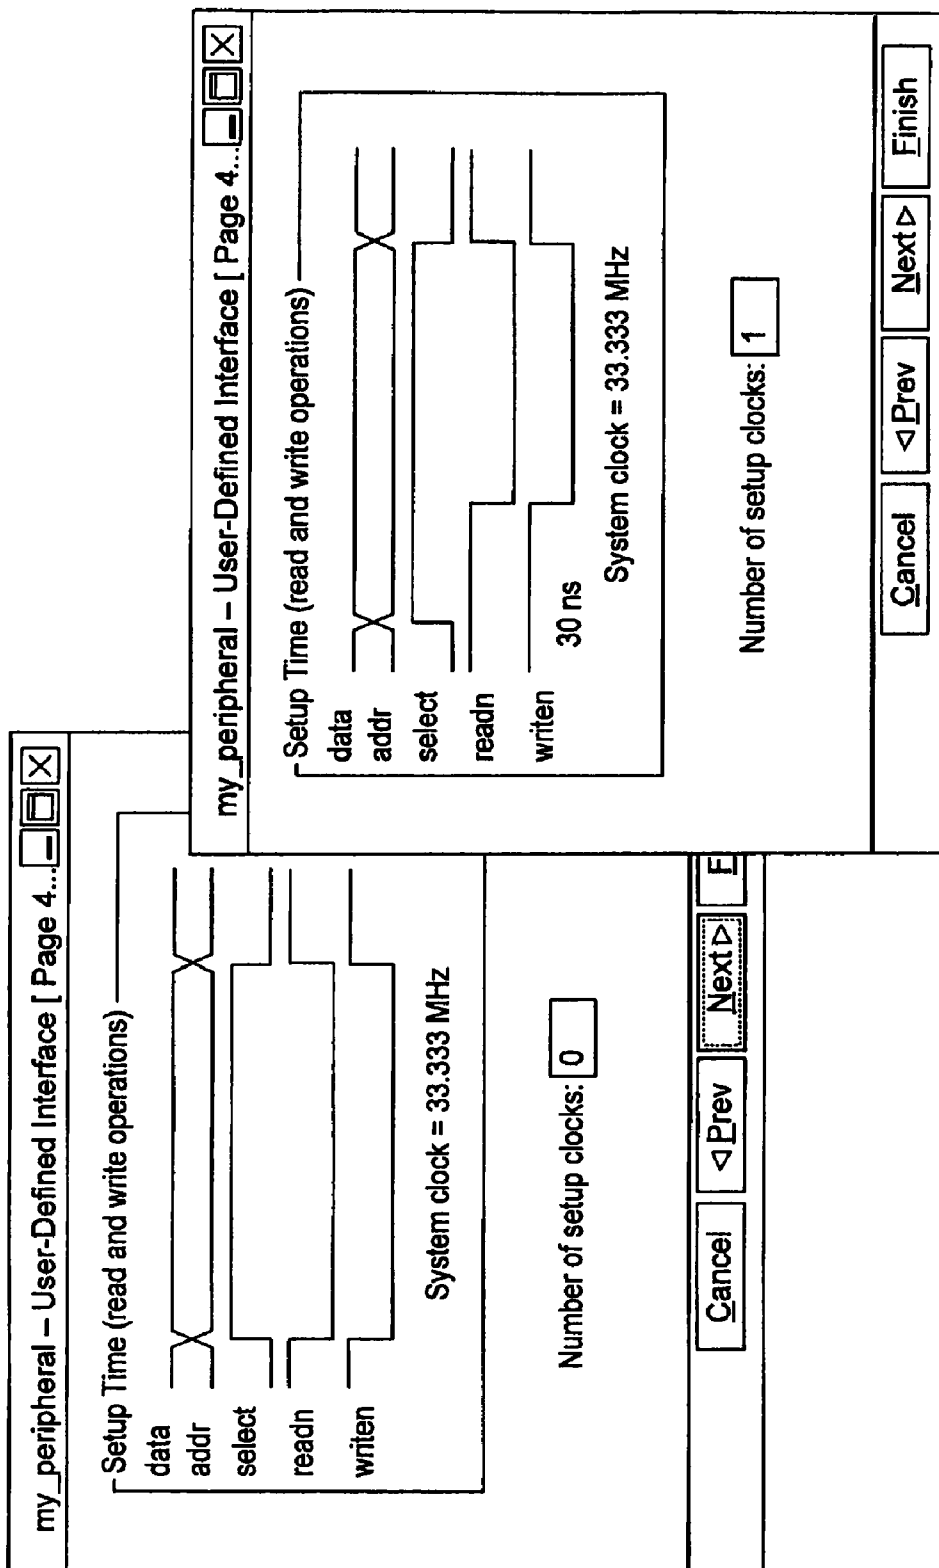 my_peripheral – User-Defined Interface [ Page 4...
Setup Time (read and write operations)
data
addr
select
readn
writen
System clock = 33.333 MHz
Number of setup clocks: 0
Cancel ◁Prev Next▷
my_peripheral – User-Defined Interface [ Page 4...
Setup Time (read and write operations)
data
addr
select
readn
writen
30 ns
System clock = 33.333 MHz
Number of setup clocks: 1
Cancel ◁Prev Next▷ Finish